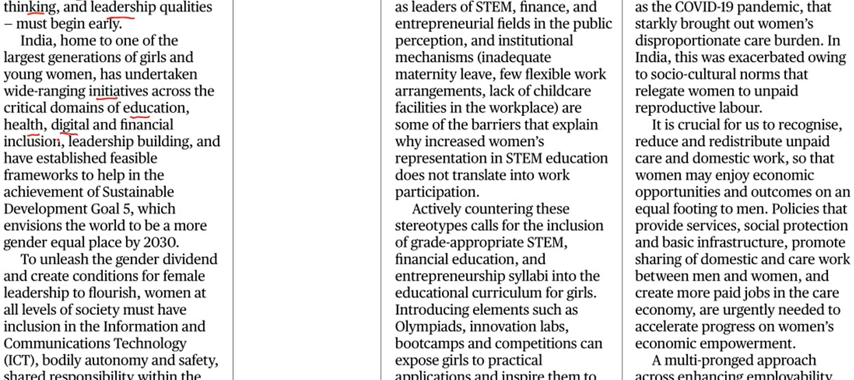 thinking, and leadership qualities
– must begin early.
India, home to one of the
largest generations of girls and
young women, has undertaken
wide-ranging initiatives across the
critical domains of education,
health, digital and financial
inclusion, leadership building, and
have established feasible
frameworks to help in the
achievement of Sustainable
Development Goal 5, which
envisions the world to be a more
gender equal place by 2030.
To unleash the gender dividend
and create conditions for female
leadership to flourish, women at
all levels of society must have
inclusion in the Information and
Communications Technology
(ICT), bodily autonomy and safety,
shared responsibility within the
as leaders of STEM, finance, and
entrepreneurial fields in the public
perception, and institutional
mechanisms (inadequate
maternity leave, few flexible work
arrangements, lack of childcare
facilities in the workplace) are
some of the barriers that explain
why increased women’s
representation in STEM education
does not translate into work
participation.
Actively countering these
stereotypes calls for the inclusion
of grade-appropriate STEM,
financial education, and
entrepreneurship syllabi into the
educational curriculum for girls.
Introducing elements such as
Olympiads, innovation labs,
bootcamps and competitions can
expose girls to practical
applications and inspire them to
as the COVID-19 pandemic, that
starkly brought out women’s
disproportionate care burden. In
India, this was exacerbated owing
to socio-cultural norms that
relegate women to unpaid
reproductive labour.
It is crucial for us to recognise,
reduce and redistribute unpaid
care and domestic work, so that
women may enjoy economic
opportunities and outcomes on an
equal footing to men. Policies that
provide services, social protection
and basic infrastructure, promote
sharing of domestic and care work
between men and women, and
create more paid jobs in the care
economy, are urgently needed to
accelerate progress on women’s
economic empowerment.
A multi-pronged approach
across enhancing employability,